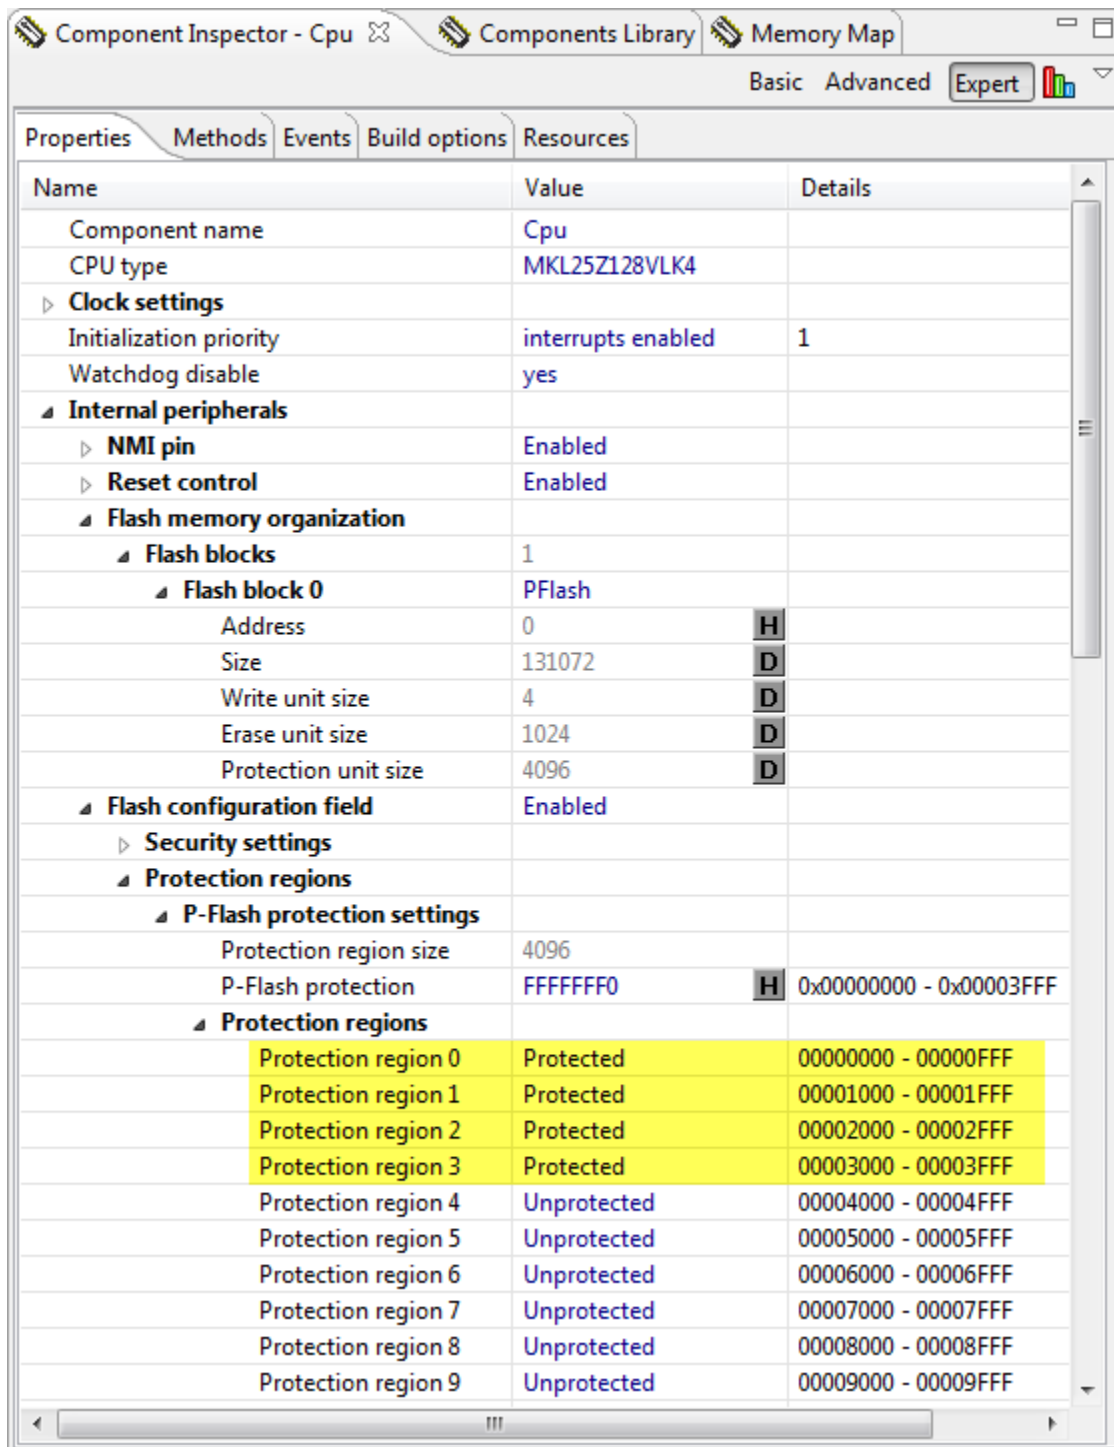 Component Inspector - Cpu Components Library Memory Map
Basic Advanced Expert
Properties Methods Events Build options Resources
Name Value Details
Component name Cpu
CPU type MKL25Z128VLK4
Clock settings
Initialization priority interrupts enabled 1
Watchdog disable yes
Internal peripherals
NMI pin Enabled
Reset control Enabled
Flash memory organization
Flash blocks 1
Flash block 0 PFlash
Address 0 H
Size 131072 D
Write unit size 4 D
Erase unit size 1024 D
Protection unit size 4096 D
Flash configuration field Enabled
Security settings
Protection regions
P-Flash protection settings
Protection region size 4096
P-Flash protection FFFFFFF0 H 0x00000000 - 0x00003FFF
Protection regions
Protection region 0 Protected 00000000 - 00000FFF
Protection region 1 Protected 00001000 - 00001FFF
Protection region 2 Protected 00002000 - 00002FFF
Protection region 3 Protected 00003000 - 00003FFF
Protection region 4 Unprotected 00004000 - 00004FFF
Protection region 5 Unprotected 00005000 - 00005FFF
Protection region 6 Unprotected 00006000 - 00006FFF
Protection region 7 Unprotected 00007000 - 00007FFF
Protection region 8 Unprotected 00008000 - 00008FFF
Protection region 9 Unprotected 00009000 - 00009FFF